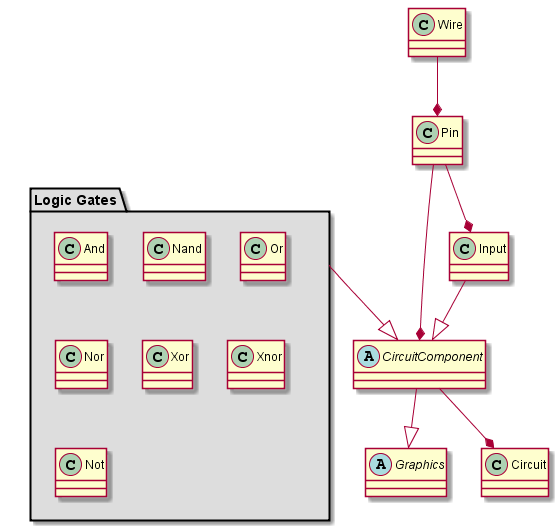 C Wire
C Pin
Logic Gates
C And
C Nand
C Or
C Input
C Nor
C Xor
C Xnor
A CircuitComponent
C Not
A Graphics
C Circuit